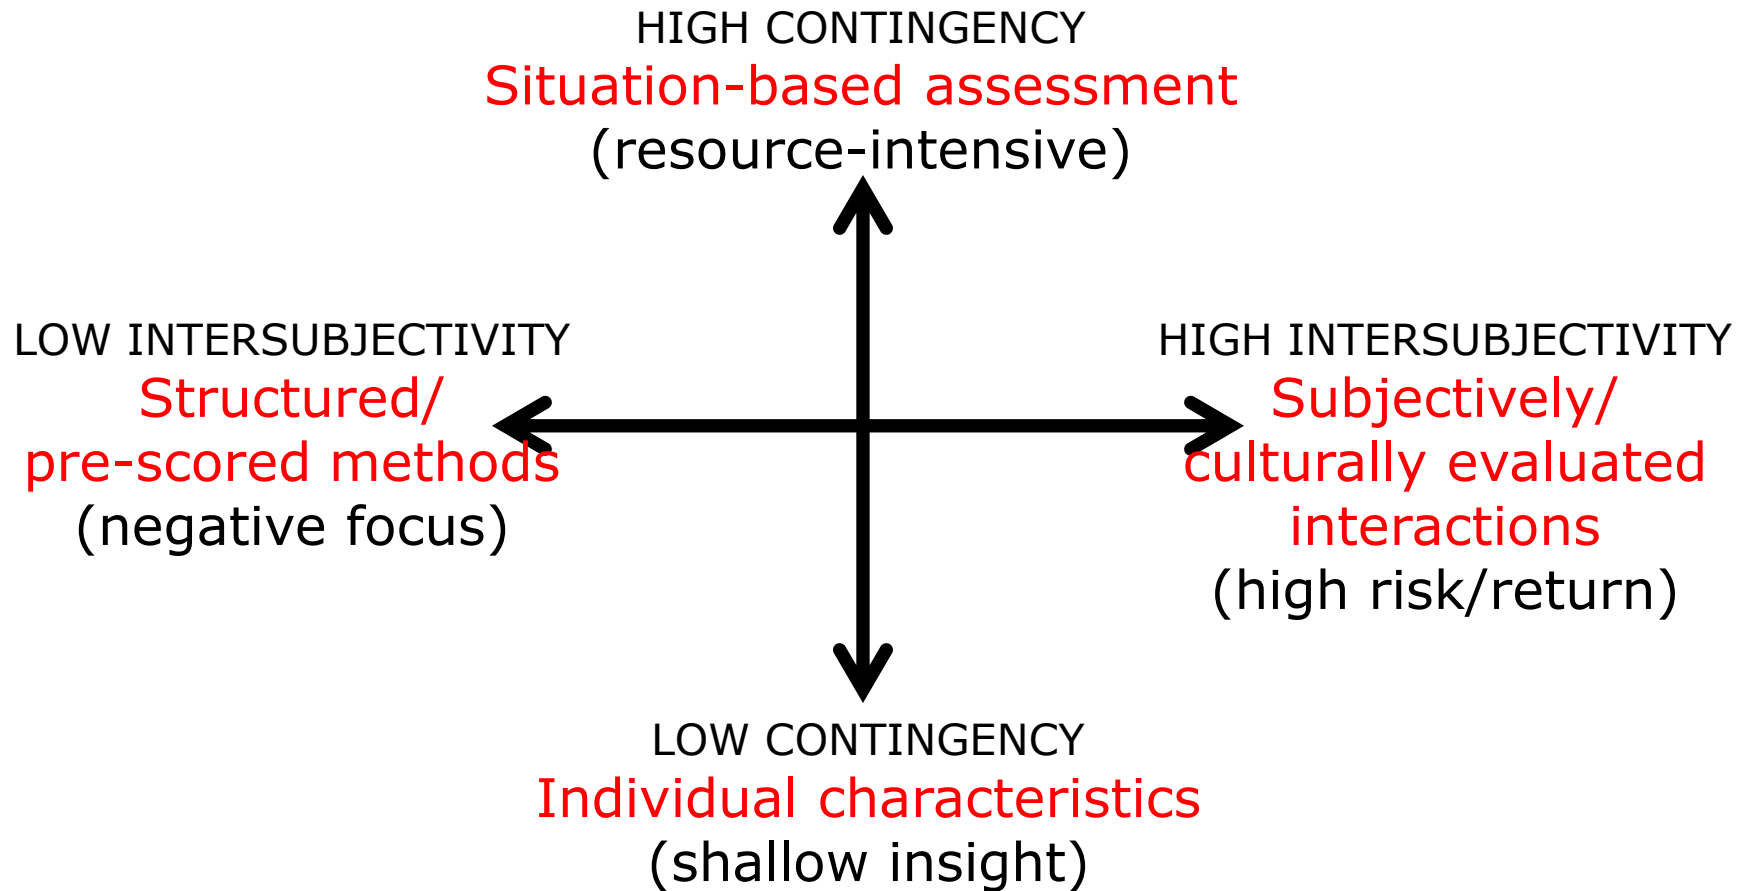 HIGH CONTINGENCY
Situation-based assessment
(resource-intensive)
LOW INTERSUBJECTIVITY
Structured/
pre-scored methods
(negative focus)
HIGH INTERSUBJECTIVITY
Subjectively/
culturally evaluated
interactions
(high risk/return)
LOW CONTINGENCY
Individual characteristics
(shallow insight)